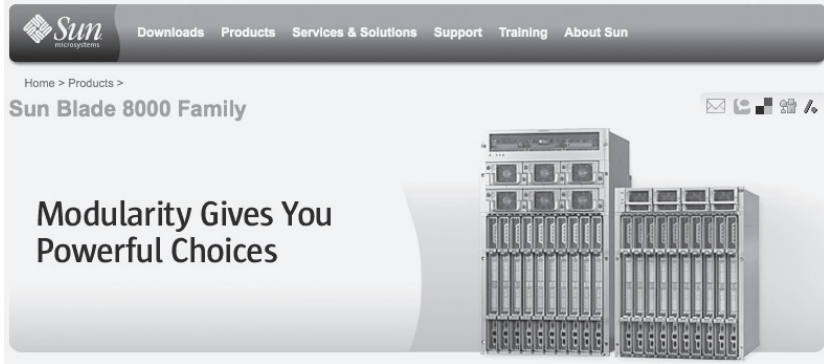 Sun
microsystems
Downloads Products Services & Solutions Support Training About Sun
Home > Products >
Sun Blade 8000 Family
Modularity Gives You
Powerful Choices